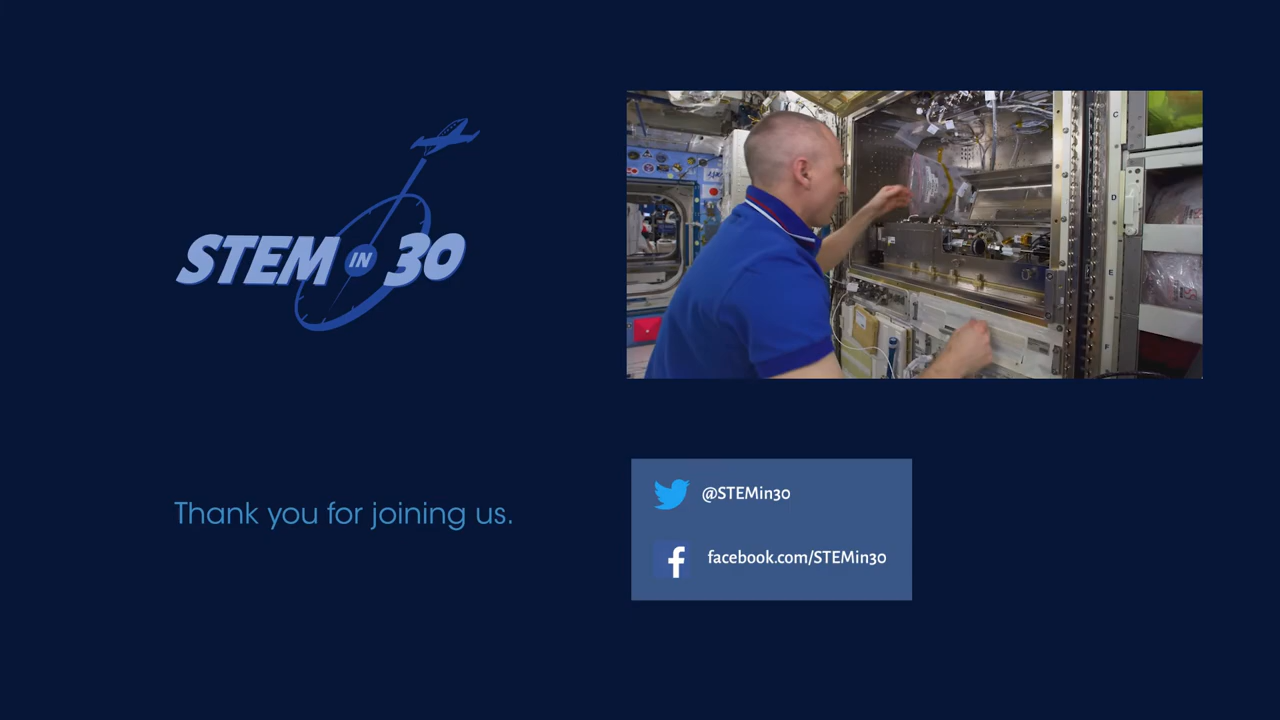 STEM IN 30
Thank you for joining us.
@STEMin30
facebook.com/STEMin30
C
D
E
F